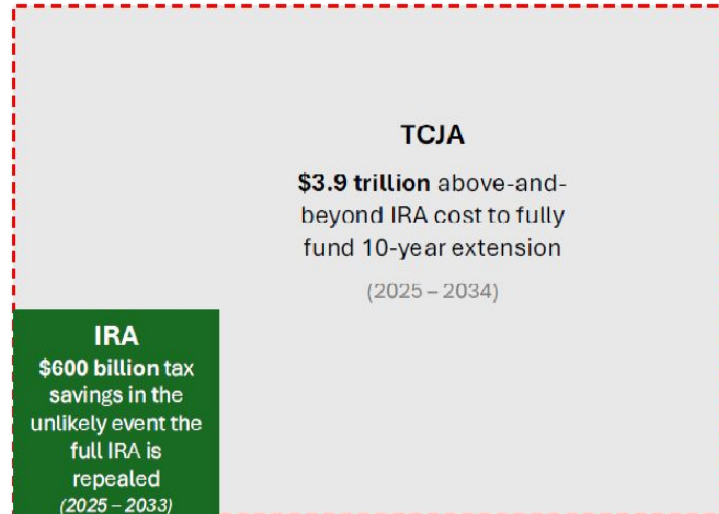 TCJA
$3.9 trillion above-and-
beyond IRA cost to fully
fund 10-year extension
(2025 – 2034)
IRA
$600 billion tax
savings in the
unlikely event the
full IRA is
repealed
(2025 – 2033)